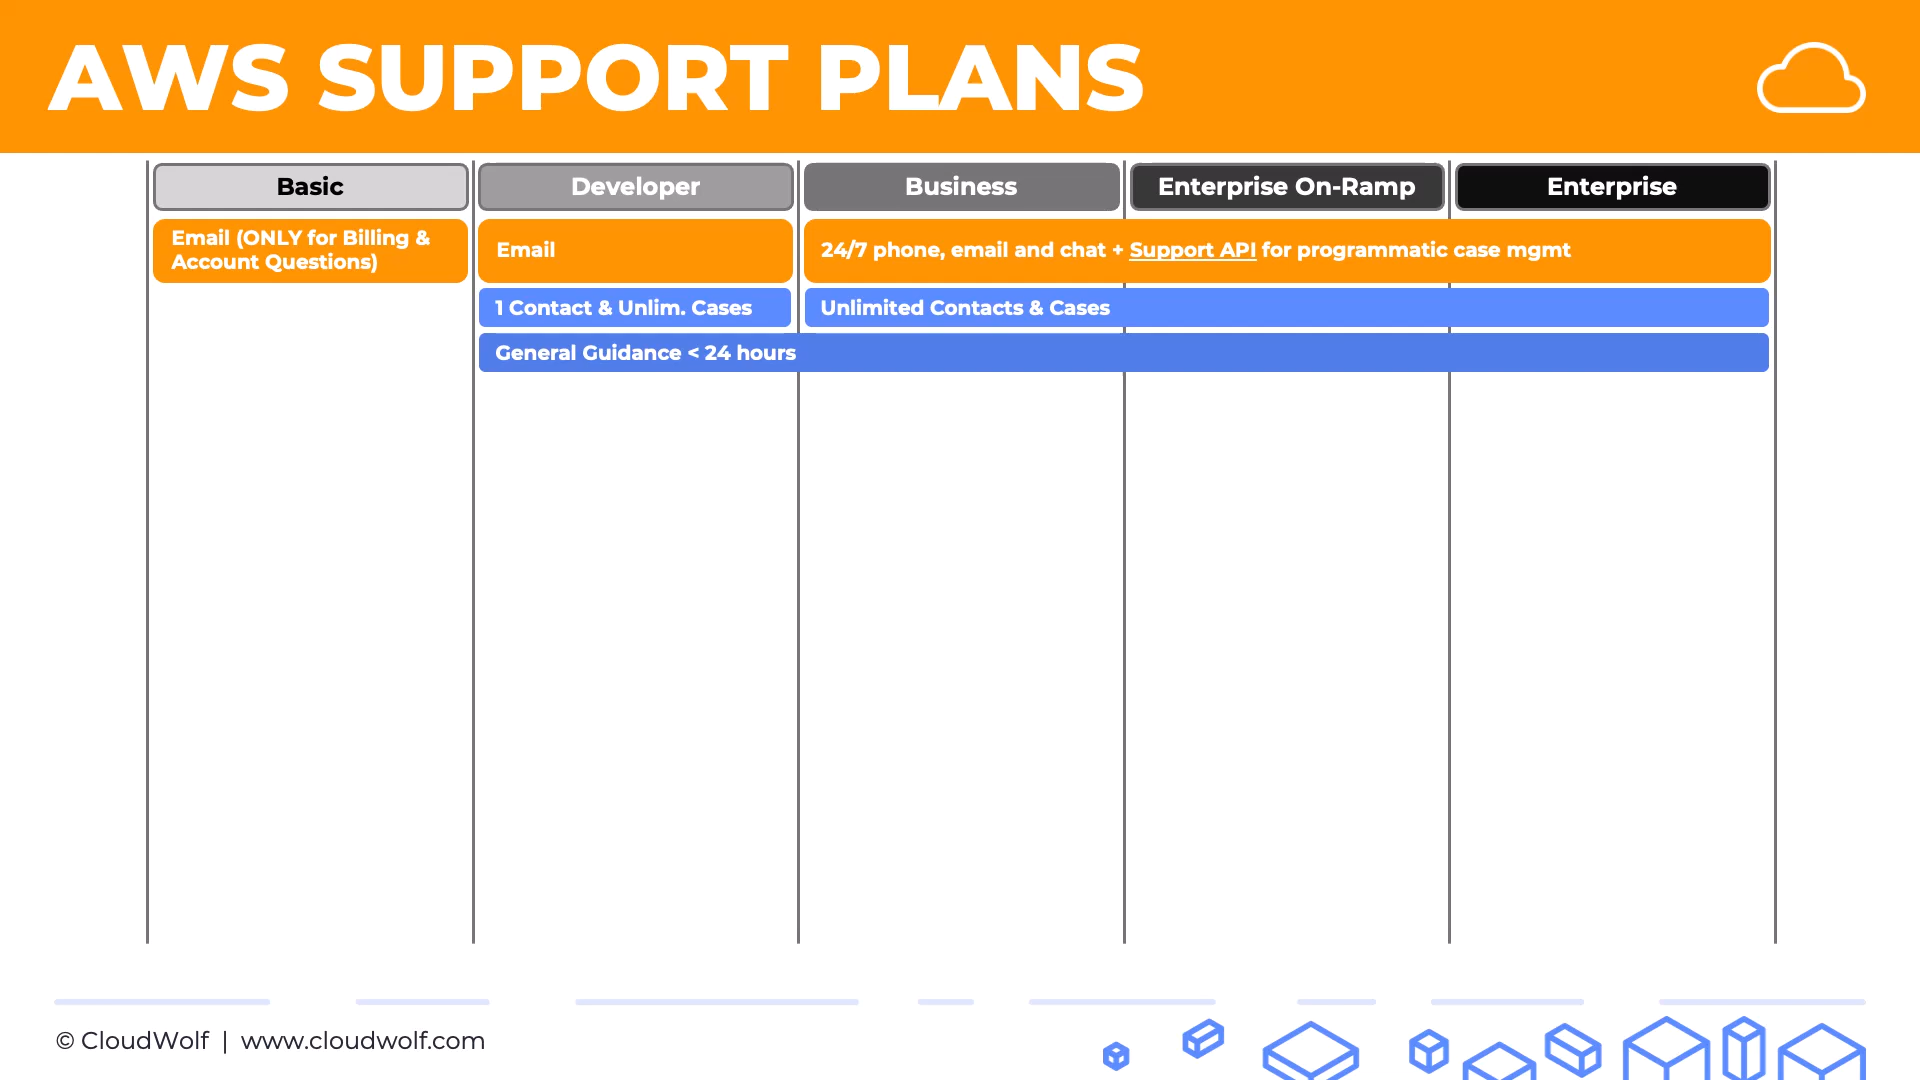 AWS SUPPORT PLANS
Basic
Developer
Business
Enterprise On-Ramp
Enterprise
Email (ONLY for Billing &
Account Questions)
Email
24/7 phone, email and chat + Support API for programmatic case mgmt
1 Contact & Unlim. Cases
Unlimited Contacts & Cases
General Guidance < 24 hours
© CloudWolf | www.cloudwolf.com